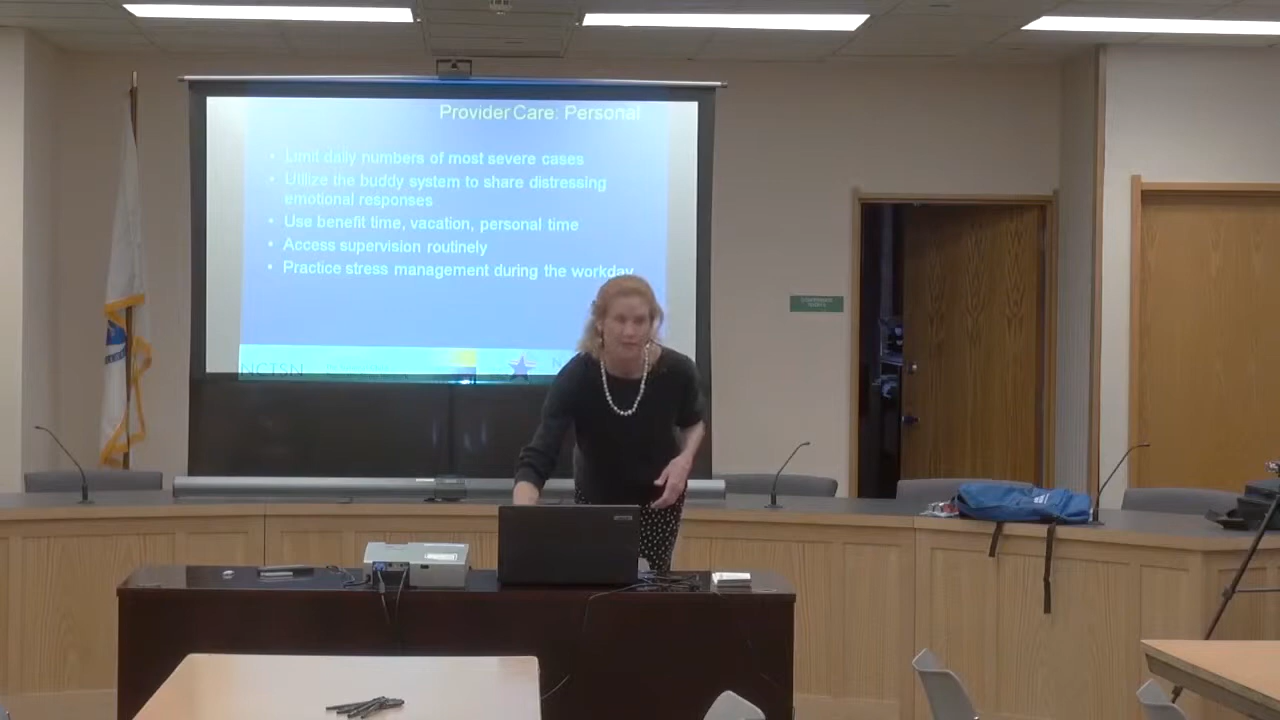 Provider Care: Personal
• Limit daily numbers of most severe cases
• Utilize the buddy system to share distressing
emotional responses
• Use benefit time, vacation, personal time
• Access supervision routinely
• Practice stress management during the workday
NCTSN